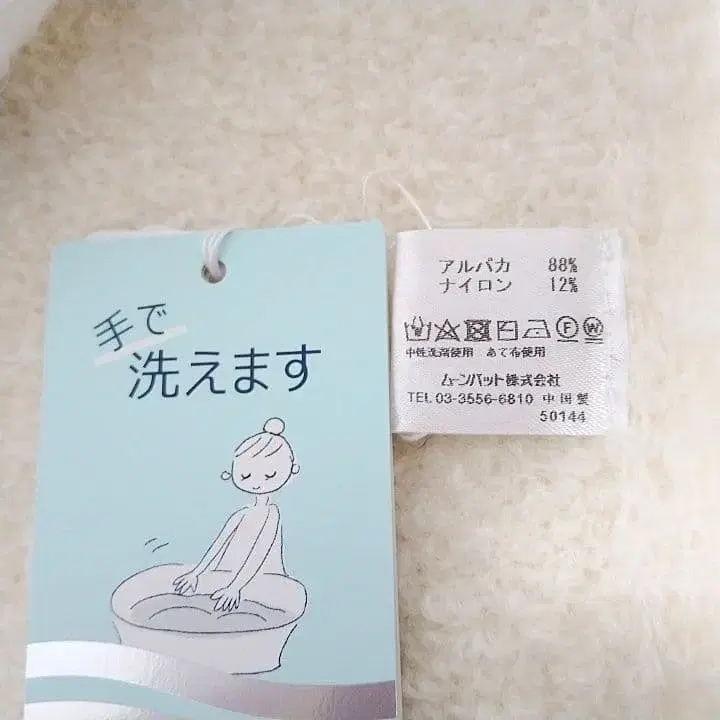 手で
洗えます
アルパカ 88%
ナイロン 12%
F W
中性洗剤使用 あて布使用
ムーンバット株式会社
TEL 03-3556-6810 中国製
50144